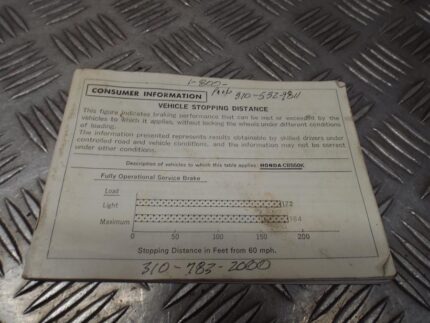 1-800-
CONSUMER INFORMATION
310-532-9811
VEHICLE STOPPING DISTANCE
This figure indicates braking performance that can be met or exceeded by the
vehicles to which it applies, without locking the wheels under different conditions
of loading.
The information presented represents results obtainable by skilled drivers under
controlled road and vehicle conditions, and the information may not be correct
under other conditions.
Description of vehicles to which this table applies: HONDA CB550K
Fully Operational Service Brake
Load
Light 172
Maximum 184
0 50 100 150 200
Stopping Distance in Feet from 60 mph.
310-783-2000